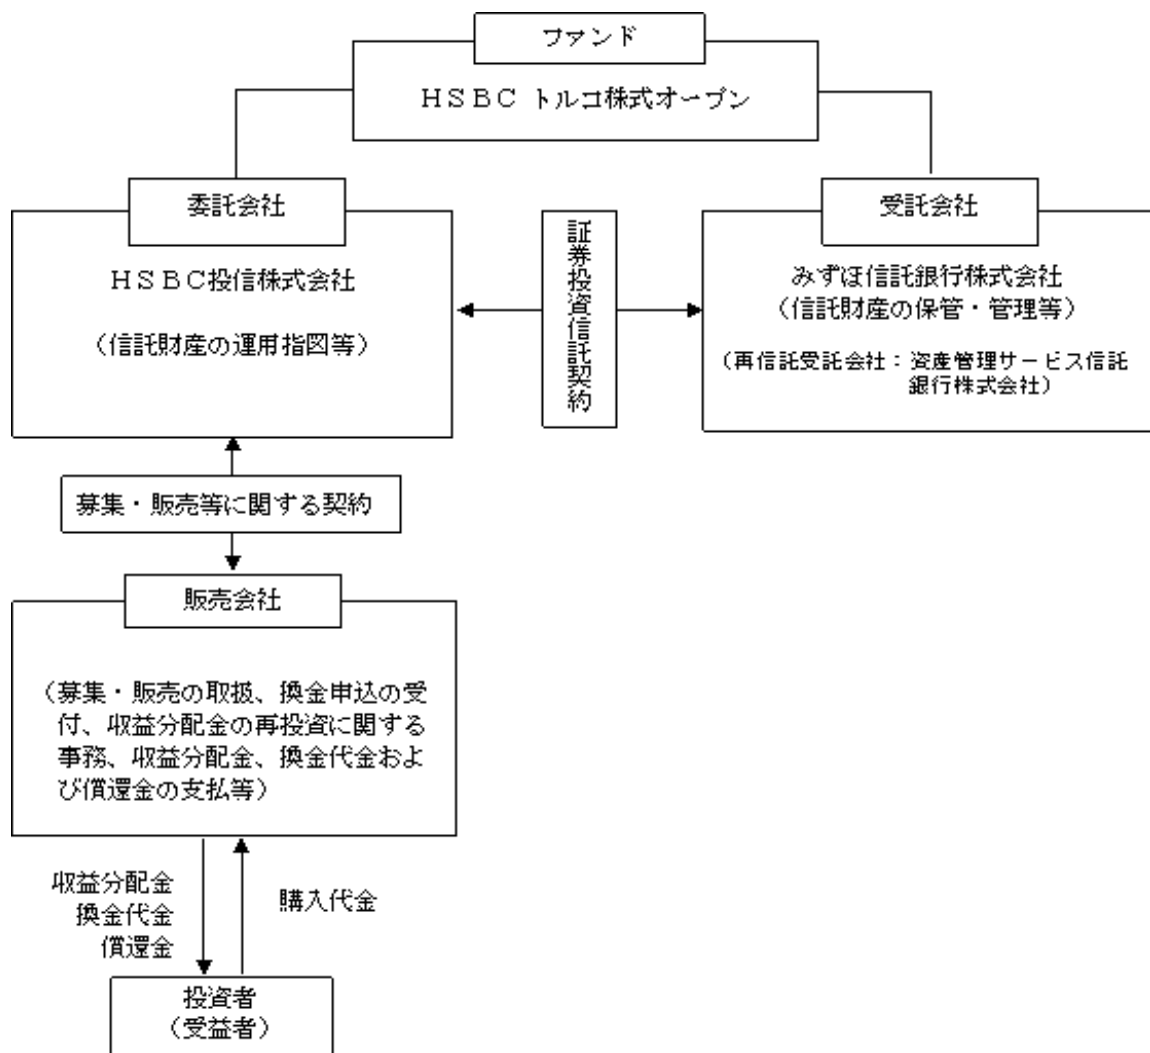 ファンド
ＨＳＢＣ トルコ株式オープン
委託会社
ＨＳＢＣ投信株式会社
（信託財産の運用指図等）
証券投資信託契約
受託会社
みずほ信託銀行株式会社
（信託財産の保管・管理等）
（再信託受託会社：資産管理サービス信託
銀行株式会社）
募集・販売等に関する契約
販売会社
（募集・販売の取扱、換金申込の受
付、収益分配金の再投資に関する
事務、収益分配金、換金代金およ
び償還金の支払等）
収益分配金
換金代金
償還金
購入代金
投資者
（受益者）